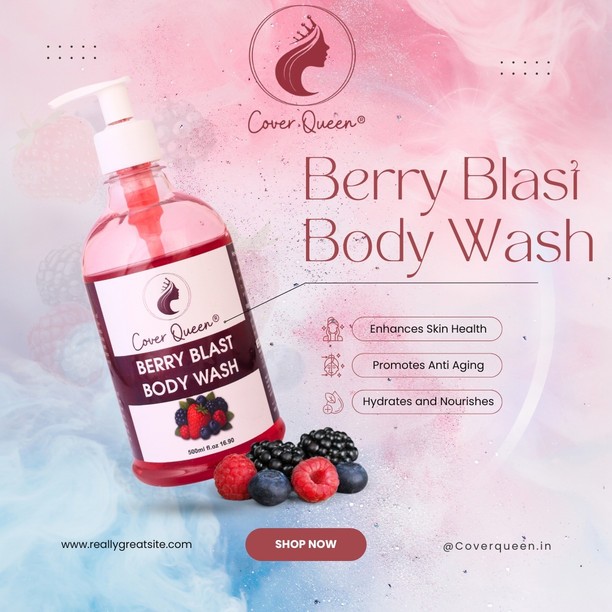 Cover Queen®
Berry Blast
Body Wash
Cover Queen®
BERRY BLAST
BODY WASH
500ml fl.oz 16.90
Enhances Skin Health
Promotes Anti Aging
Hydrates and Nourishes
www.reallygreatsite.com
SHOP NOW
@Coverqueen.in